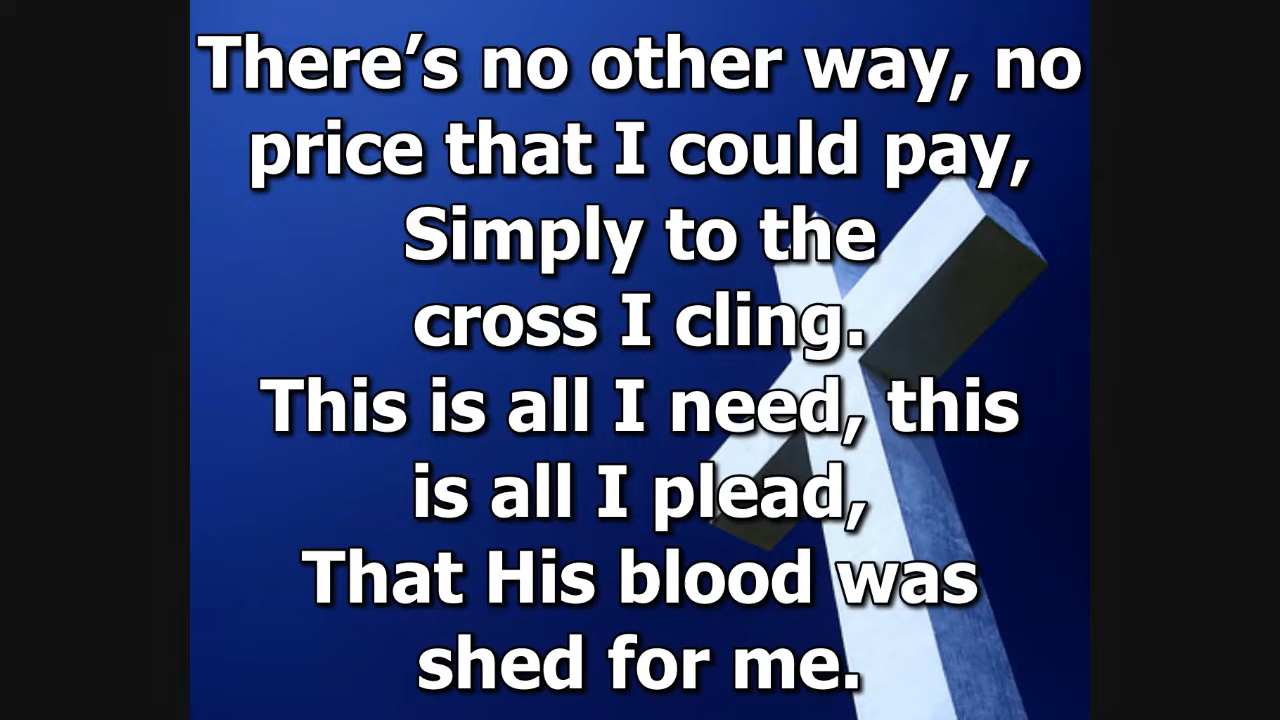 There’s no other way, no
price that I could pay,
Simply to the
cross I cling.
This is all I need, this
is all I plead,
That His blood was
shed for me.